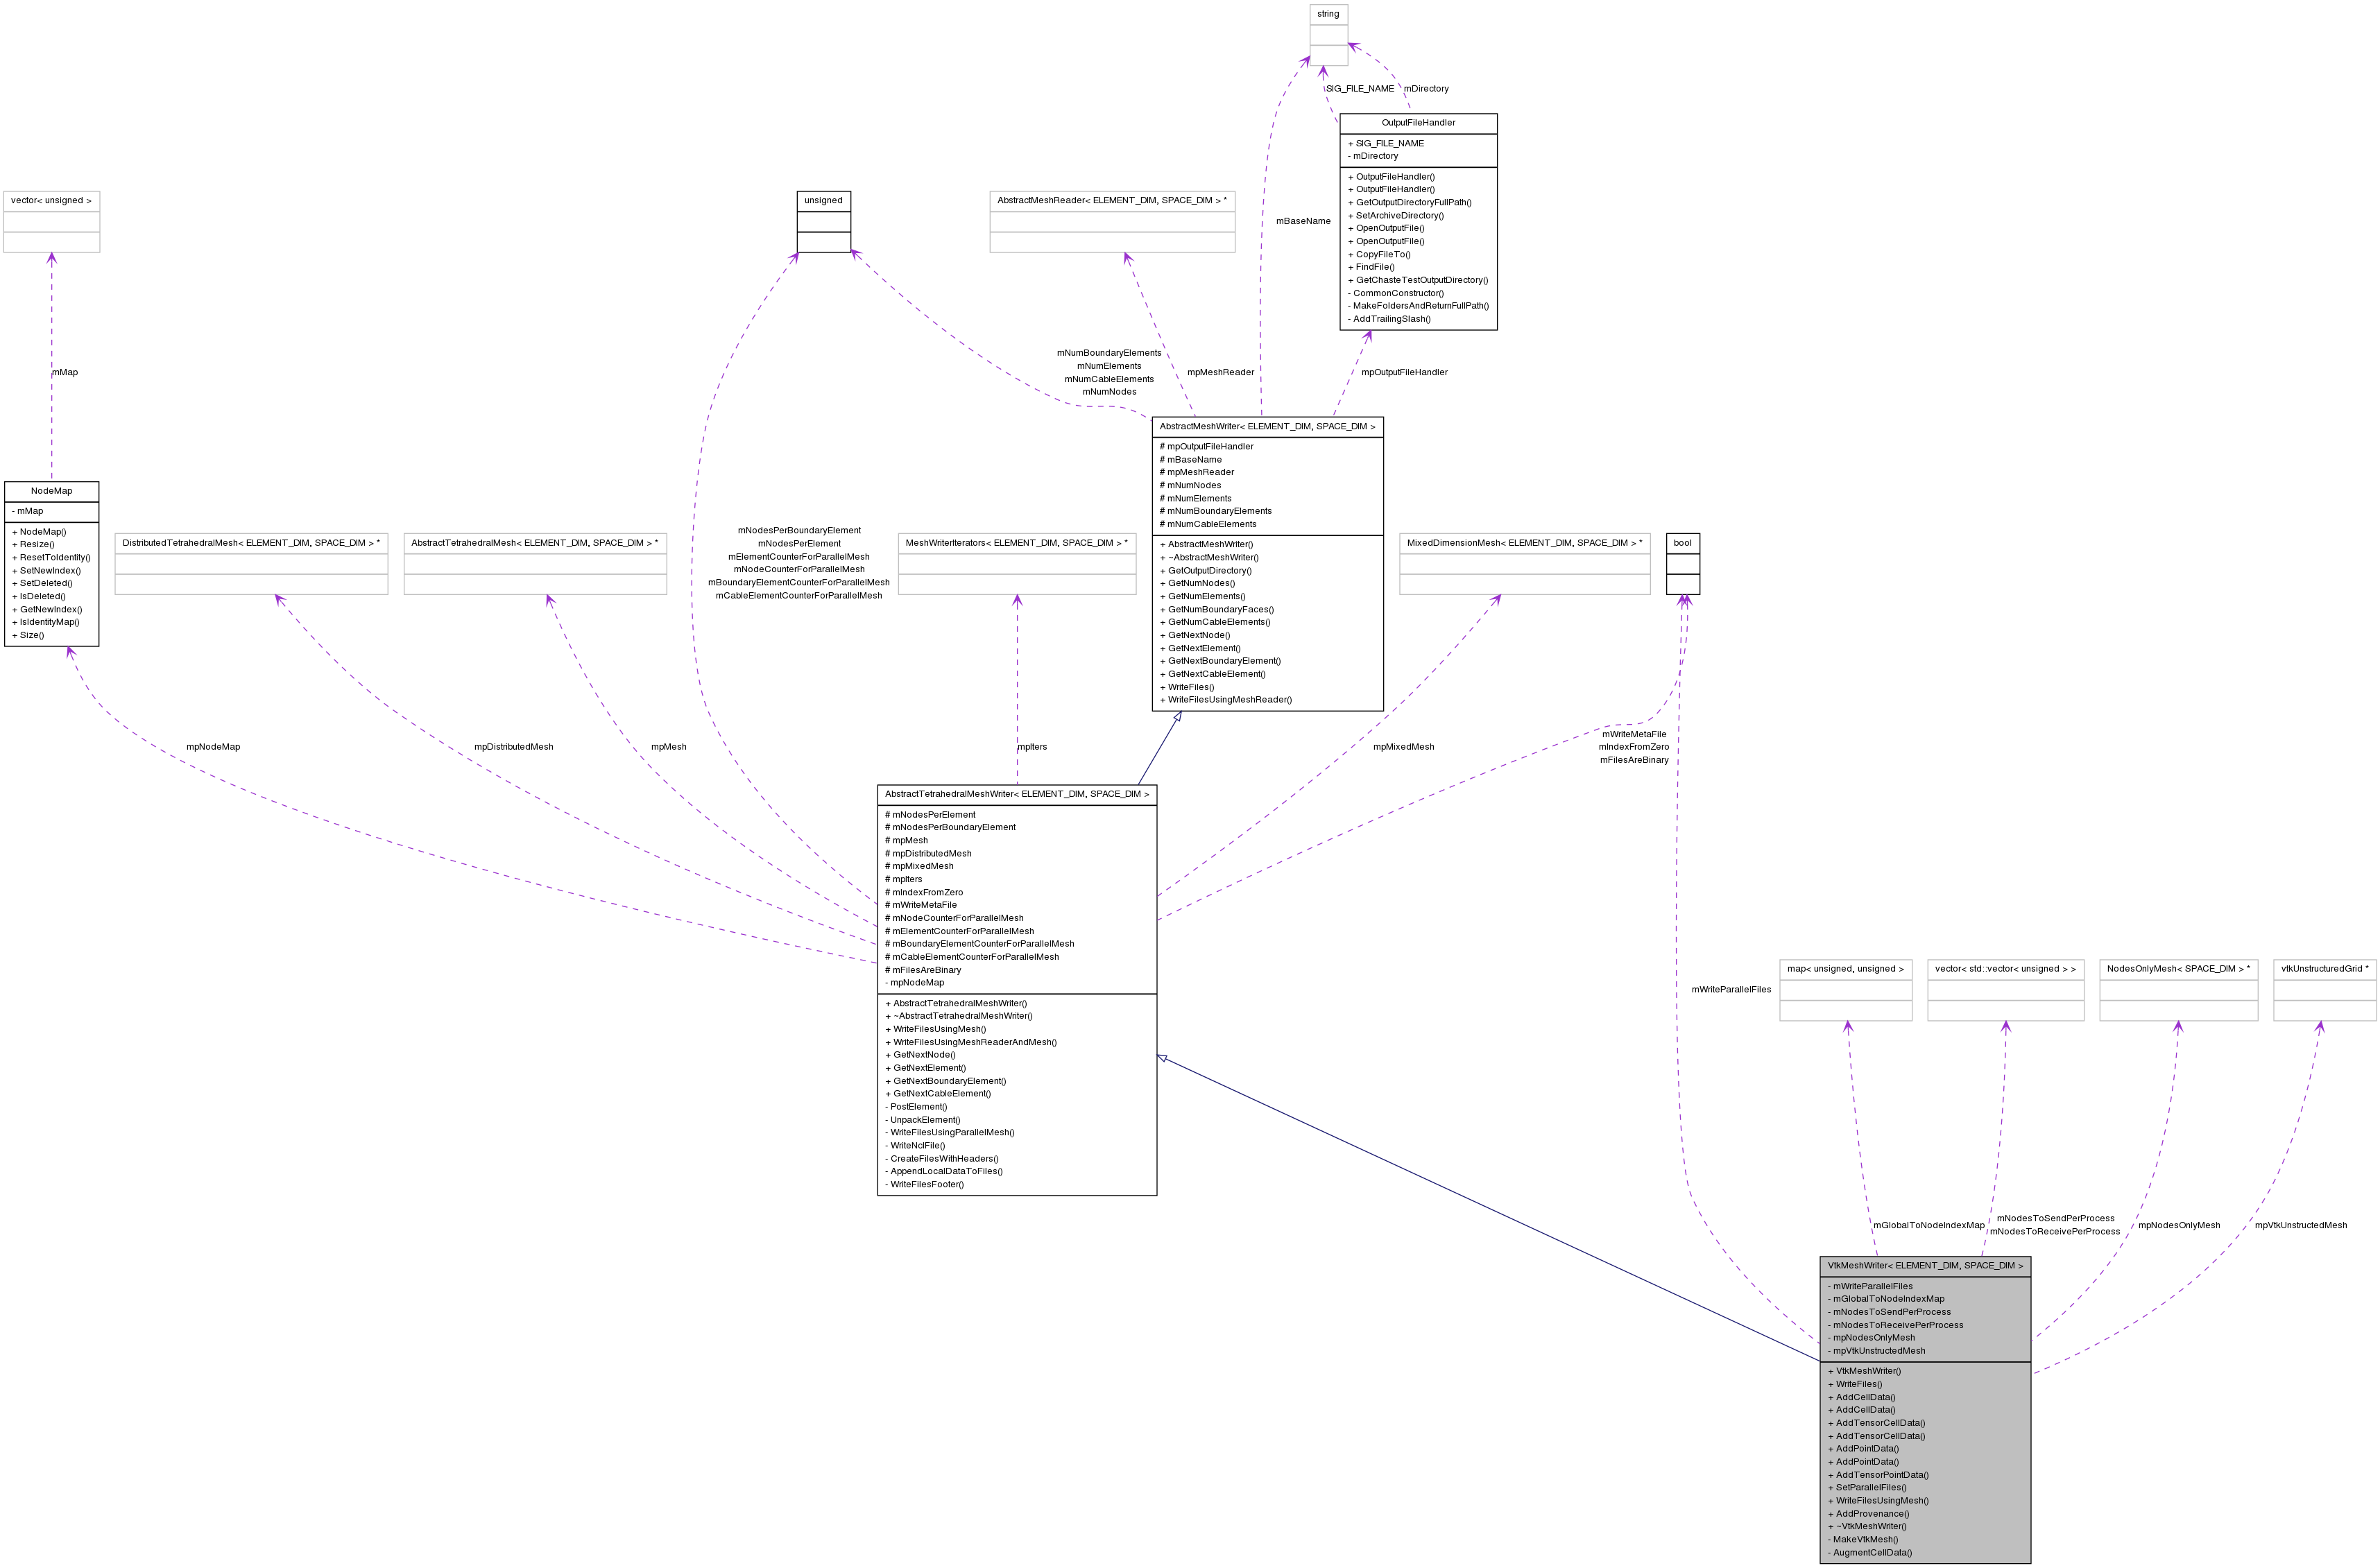 string
SIG_FILE_NAME
mDirectory
OutputFileHandler
+ SIG_FILE_NAME
- mDirectory
+ OutputFileHandler()
+ OutputFileHandler()
+ GetOutputDirectoryFullPath()
+ SetArchiveDirectory()
+ OpenOutputFile()
+ OpenOutputFile()
+ CopyFileTo()
+ FindFile()
+ GetChasteTestOutputDirectory()
- CommonConstructor()
- MakeFoldersAndReturnFullPath()
- AddTrailingSlash()
vector< unsigned >
unsigned
AbstractMeshReader< ELEMENT_DIM, SPACE_DIM > *
mBaseName
mMap
mNumBoundaryElements
mNumElements
mNumCableElements
mNumNodes
mpMeshReader
mpOutputFileHandler
AbstractMeshWriter< ELEMENT_DIM, SPACE_DIM >
# mpOutputFileHandler
# mBaseName
# mpMeshReader
# mNumNodes
# mNumElements
# mNumBoundaryElements
# mNumCableElements
+ AbstractMeshWriter()
+ ~AbstractMeshWriter()
+ GetOutputDirectory()
+ GetNumNodes()
+ GetNumElements()
+ GetNumBoundaryFaces()
+ GetNumCableElements()
+ GetNextNode()
+ GetNextElement()
+ GetNextBoundaryElement()
+ GetNextCableElement()
+ WriteFiles()
+ WriteFilesUsingMeshReader()
NodeMap
- mMap
+ NodeMap()
+ Resize()
+ ResetToIdentity()
+ SetNewIndex()
+ SetDeleted()
+ IsDeleted()
+ GetNewIndex()
+ IsIdentityMap()
+ Size()
DistributedTetrahedralMesh< ELEMENT_DIM, SPACE_DIM > *
AbstractTetrahedralMesh< ELEMENT_DIM, SPACE_DIM > *
mNodesPerBoundaryElement
mNodesPerElement
mElementCounterForParallelMesh
mNodeCounterForParallelMesh
mBoundaryElementCounterForParallelMesh
mCableElementCounterForParallelMesh
MeshWriterIterators< ELEMENT_DIM, SPACE_DIM > *
MixedDimensionMesh< ELEMENT_DIM, SPACE_DIM > *
bool
mpNodeMap
mpDistributedMesh
mpMesh
mpIters
mpMixedMesh
mWriteMetaFile
mIndexFromZero
mFilesAreBinary
AbstractTetrahedralMeshWriter< ELEMENT_DIM, SPACE_DIM >
# mNodesPerElement
# mNodesPerBoundaryElement
# mpMesh
# mpDistributedMesh
# mpMixedMesh
# mpIters
# mIndexFromZero
# mWriteMetaFile
# mNodeCounterForParallelMesh
# mElementCounterForParallelMesh
# mBoundaryElementCounterForParallelMesh
# mCableElementCounterForParallelMesh
# mFilesAreBinary
- mpNodeMap
+ AbstractTetrahedralMeshWriter()
+ ~AbstractTetrahedralMeshWriter()
+ WriteFilesUsingMesh()
+ WriteFilesUsingMeshReaderAndMesh()
+ GetNextNode()
+ GetNextElement()
+ GetNextBoundaryElement()
+ GetNextCableElement()
- PostElement()
- UnpackElement()
- WriteFilesUsingParallelMesh()
- WriteNclFile()
- CreateFilesWithHeaders()
- AppendLocalDataToFiles()
- WriteFilesFooter()
mWriteParallelFiles
map< unsigned, unsigned >
vector< std::vector< unsigned > >
NodesOnlyMesh< SPACE_DIM > *
vtkUnstructuredGrid *
mGlobalToNodeIndexMap
mNodesToSendPerProcess
mNodesToReceivePerProcess
mpNodesOnlyMesh
mpVtkUnstructedMesh
VtkMeshWriter< ELEMENT_DIM, SPACE_DIM >
- mWriteParallelFiles
- mGlobalToNodeIndexMap
- mNodesToSendPerProcess
- mNodesToReceivePerProcess
- mpNodesOnlyMesh
- mpVtkUnstructedMesh
+ VtkMeshWriter()
+ WriteFiles()
+ AddCellData()
+ AddCellData()
+ AddTensorCellData()
+ AddTensorCellData()
+ AddPointData()
+ AddPointData()
+ AddTensorPointData()
+ SetParallelFiles()
+ WriteFilesUsingMesh()
+ AddProvenance()
+ ~VtkMeshWriter()
- MakeVtkMesh()
- AugmentCellData()